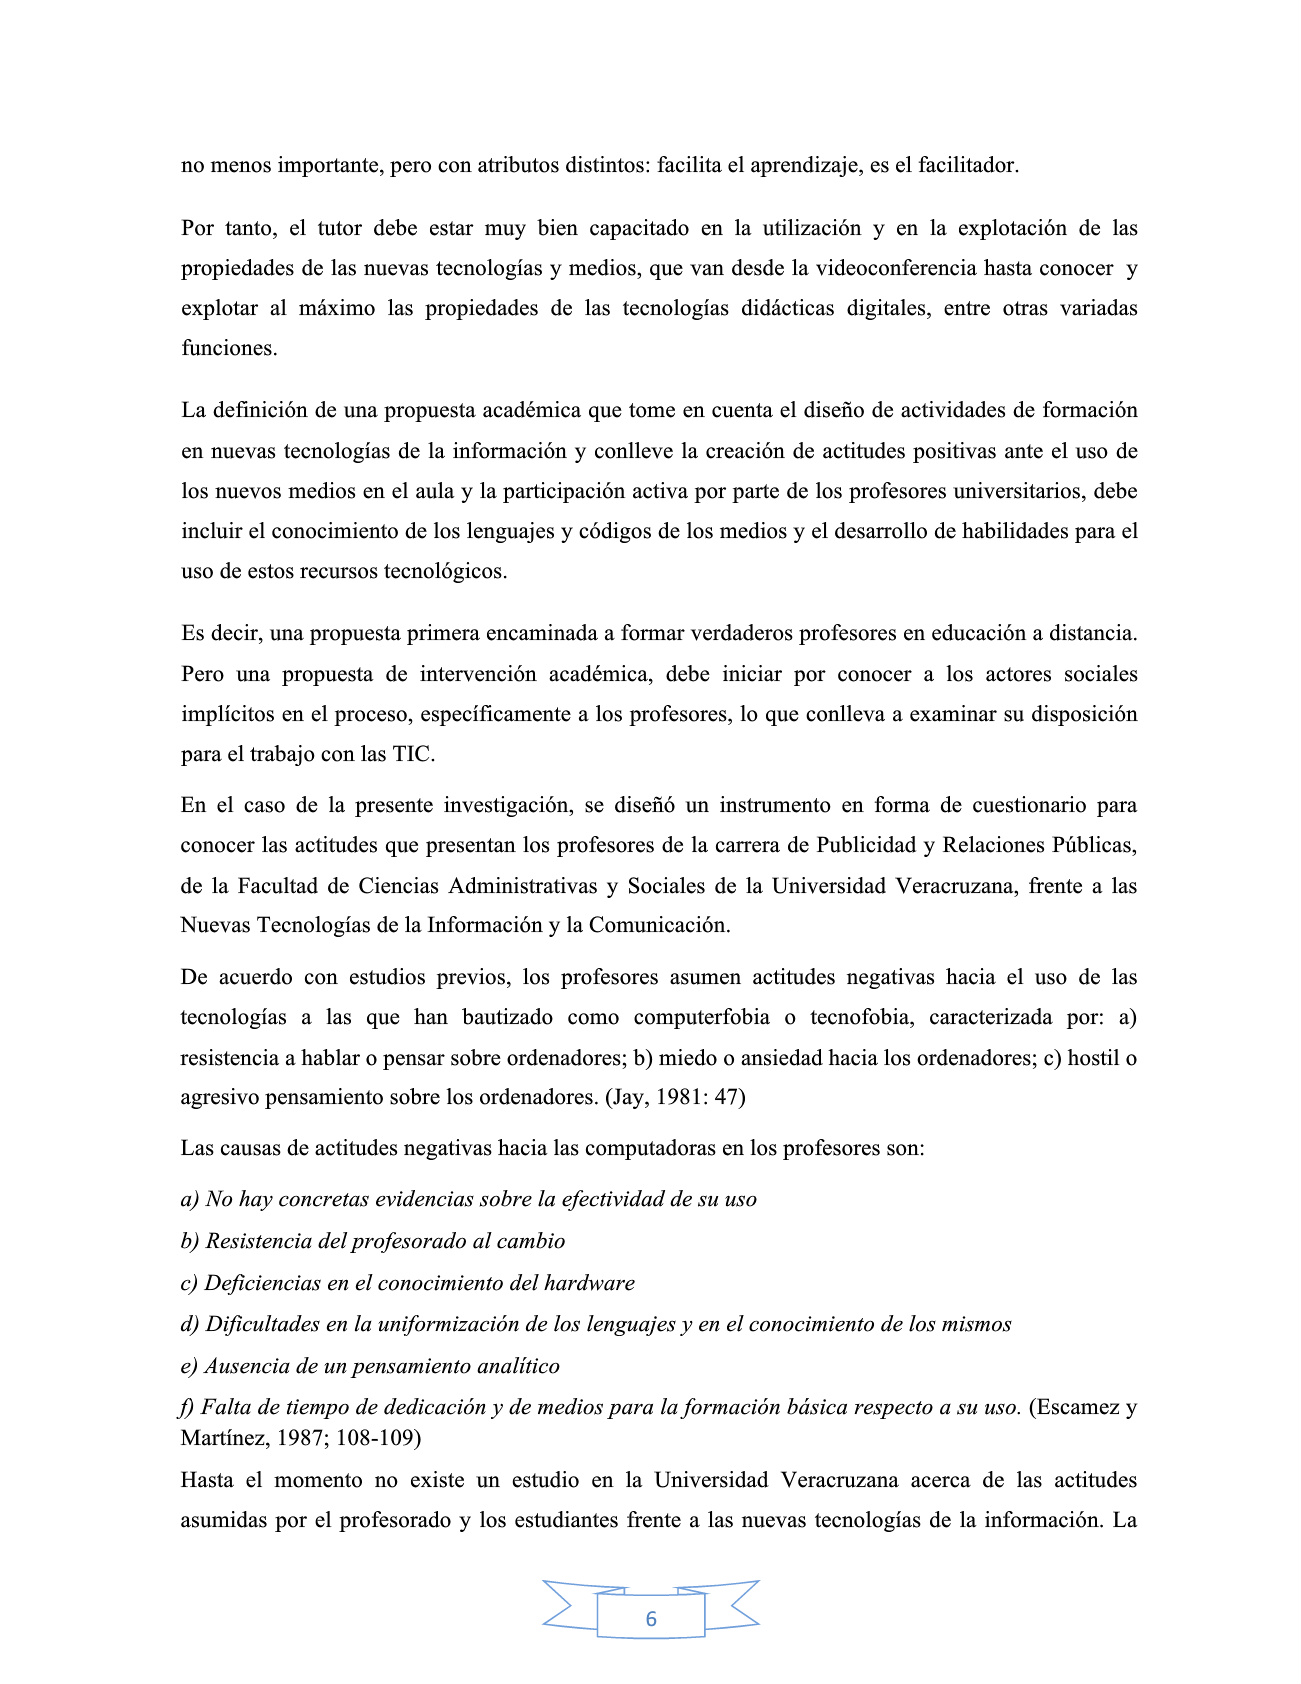 no menos importante, pero con atributos distintos: facilita el aprendizaje, es el facilitador.
Por tanto, el tutor debe estar muy bien capacitado en la utilización y en la explotación de las
propiedades de las nuevas tecnologías y medios, que van desde la videoconferencia hasta conocer y
explotar al máximo las propiedades de las tecnologías didácticas digitales, entre otras variadas
funciones.
La definición de una propuesta académica que tome en cuenta el diseño de actividades de formación
en nuevas tecnologías de la información y conlleve la creación de actitudes positivas ante el uso de
los nuevos medios en el aula y la participación activa por parte de los profesores universitarios, debe
incluir el conocimiento de los lenguajes y códigos de los medios y el desarrollo de habilidades para el
uso de estos recursos tecnológicos.
Es decir, una propuesta primera encaminada a formar verdaderos profesores en educación a distancia.
Pero una propuesta de intervención académica, debe iniciar por conocer a los actores sociales
implícitos en el proceso, específicamente a los profesores, lo que conlleva a examinar su disposición
para el trabajo con las TIC.
En el caso de la presente investigación, se diseñó un instrumento en forma de cuestionario para
conocer las actitudes que presentan los profesores de la carrera de Publicidad y Relaciones Públicas,
de la Facultad de Ciencias Administrativas y Sociales de la Universidad Veracruzana, frente a las
Nuevas Tecnologías de la Información y la Comunicación.
De acuerdo con estudios previos, los profesores asumen actitudes negativas hacia el uso de las
tecnologías a las que han bautizado como computerfobia o tecnofobia, caracterizada por: a)
resistencia a hablar o pensar sobre ordenadores; b) miedo o ansiedad hacia los ordenadores; c) hostil o
agresivo pensamiento sobre los ordenadores. (Jay, 1981: 47)
Las causas de actitudes negativas hacia las computadoras en los profesores son:
a) No hay concretas evidencias sobre la efectividad de su uso
b) Resistencia del profesorado al cambio
c) Deficiencias en el conocimiento del hardware
d) Dificultades en la uniformización de los lenguajes y en el conocimiento de los mismos
e) Ausencia de un pensamiento analítico
f) Falta de tiempo de dedicación y de medios para la formación básica respecto a su uso. (Escamez y
Martínez, 1987; 108-109)
Hasta el momento no existe un estudio en la Universidad Veracruzana acerca de las actitudes
asumidas por el profesorado y los estudiantes frente a las nuevas tecnologías de la información. La
6